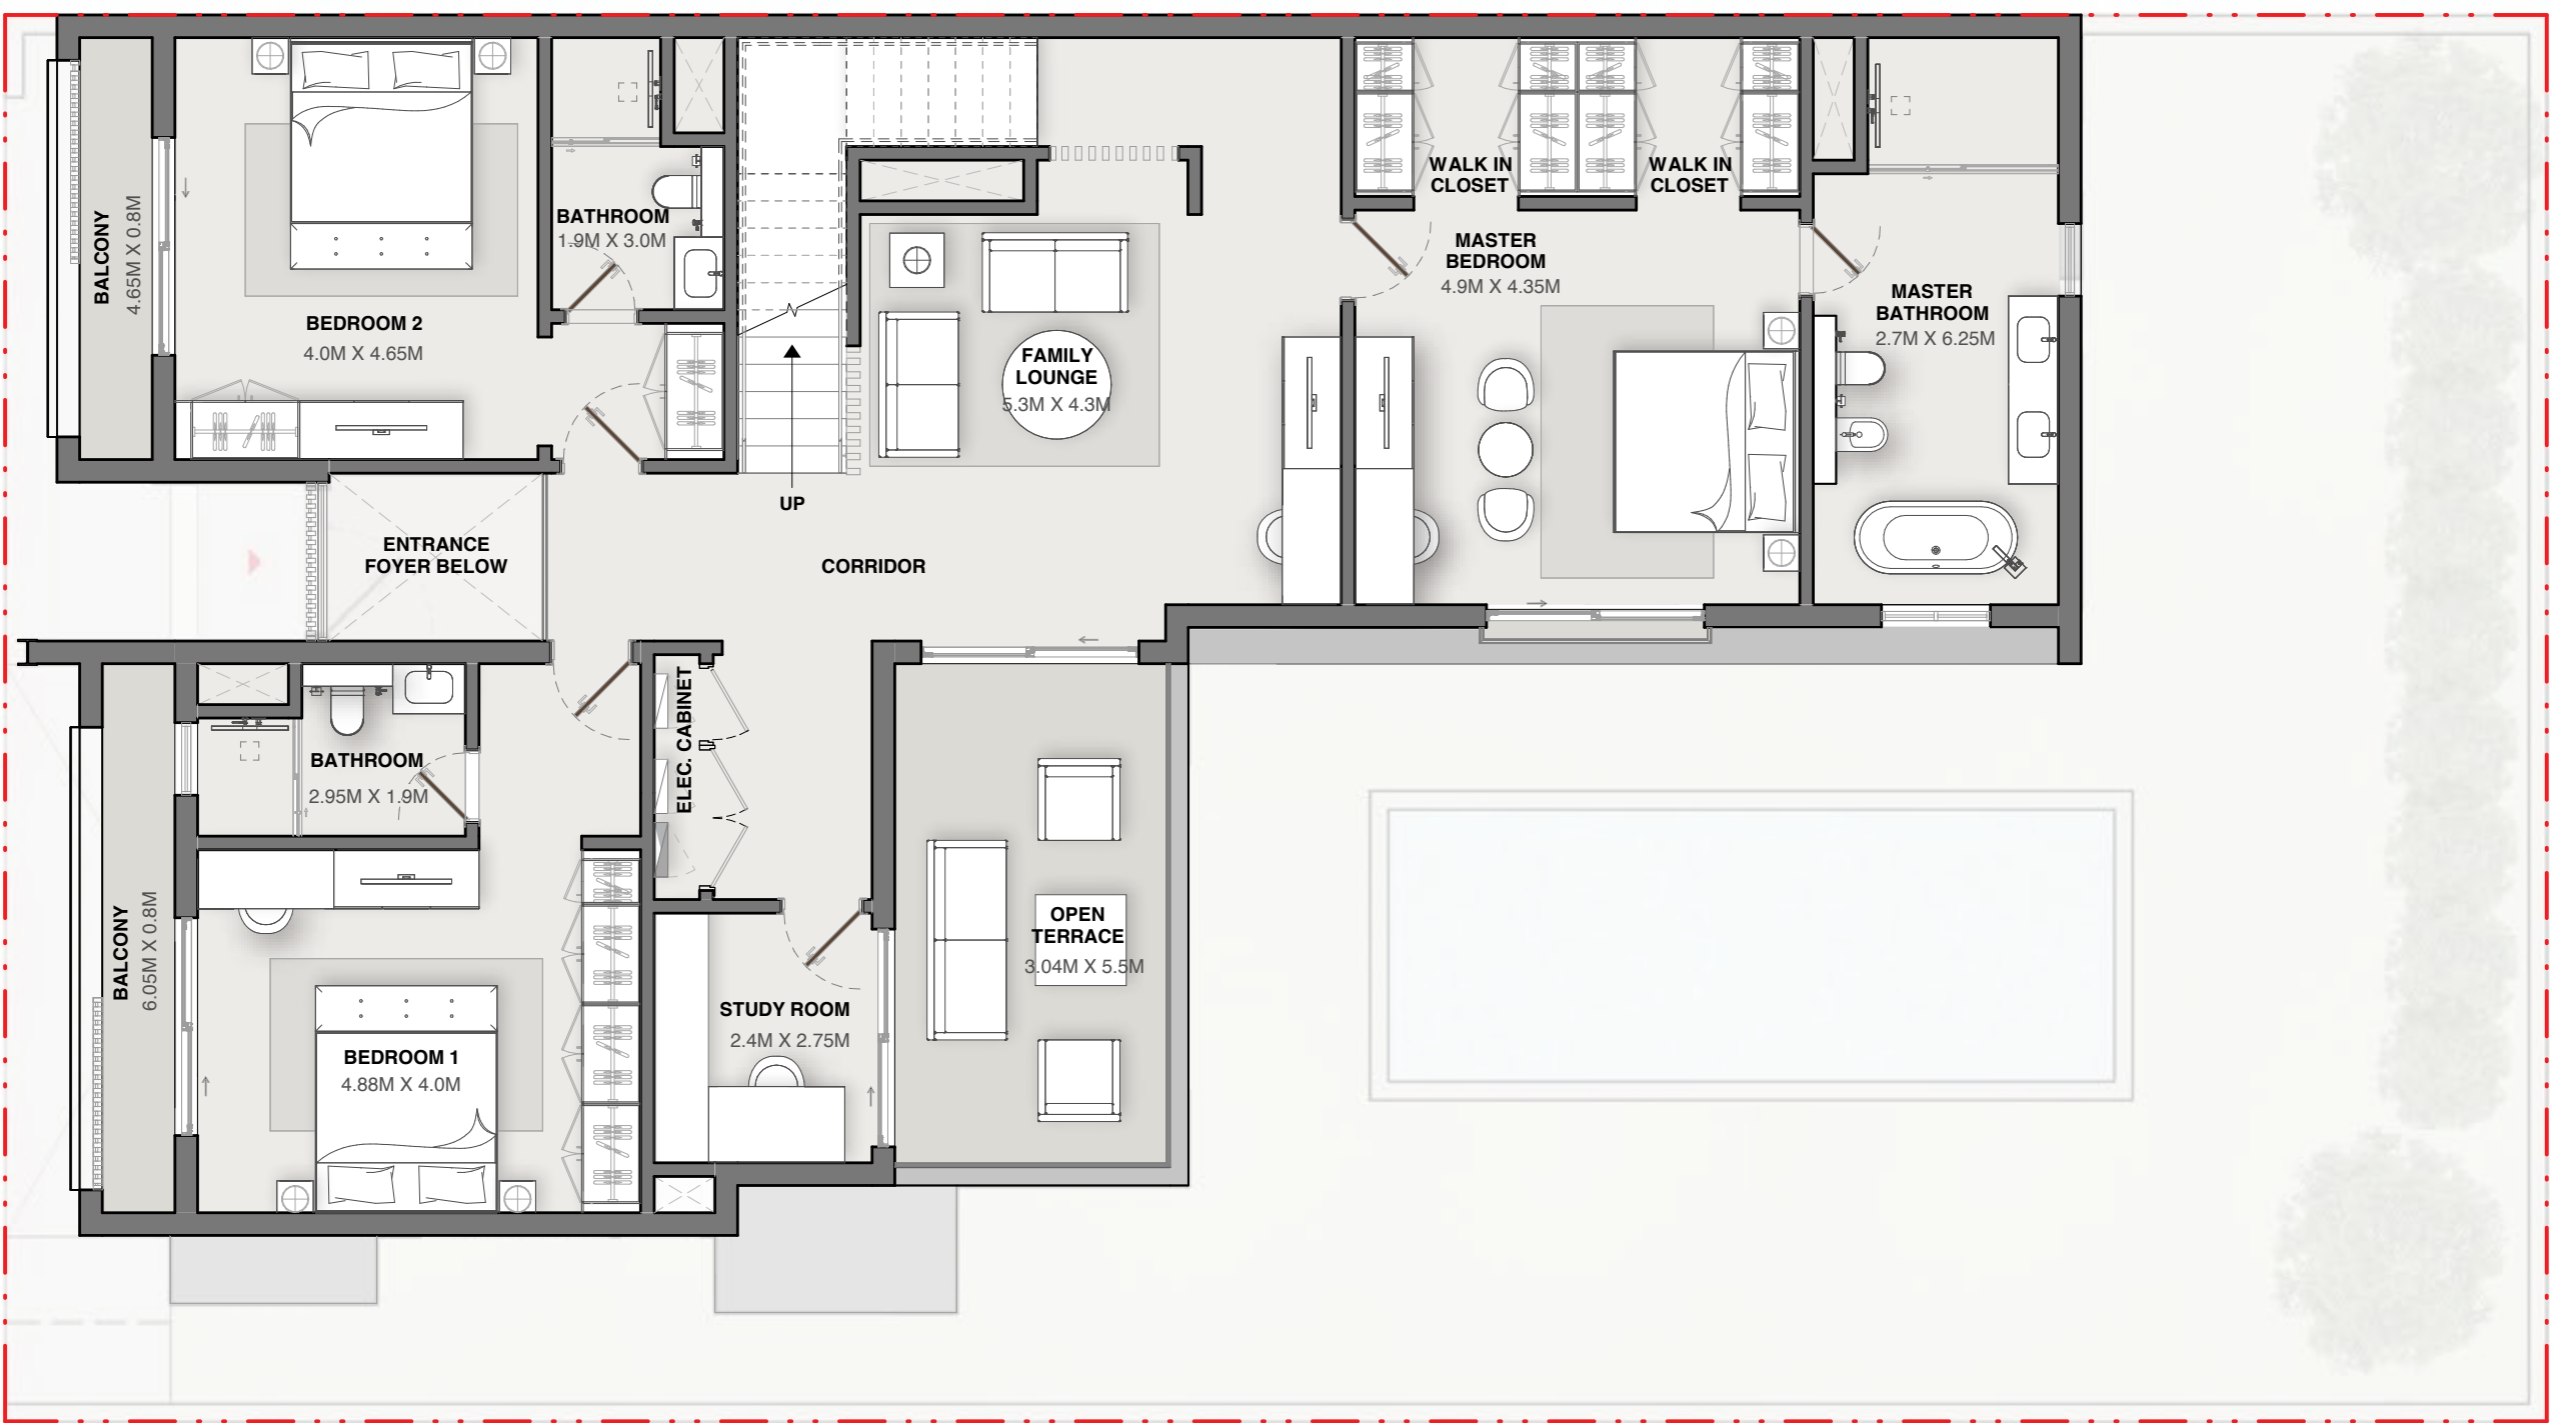 BALCONY
4.65M X 0.8M
BEDROOM 2
4.0M X 4.65M
BATHROOM
1.9M X 3.0M
UP
FAMILY
LOUNGE
5.3M X 4.3M
WALK IN
CLOSET
WALK IN
CLOSET
MASTER
BEDROOM
4.9M X 4.35M
MASTER
BATHROOM
2.7M X 6.25M
ENTRANCE
FOYER BELOW
CORRIDOR
BATHROOM
2.95M X 1.9M
ELEC. CABINET
BALCONY
6.05M X 0.8M
BEDROOM 1
4.88M X 4.0M
STUDY ROOM
2.4M X 2.75M
OPEN
TERRACE
3.04M X 5.5M